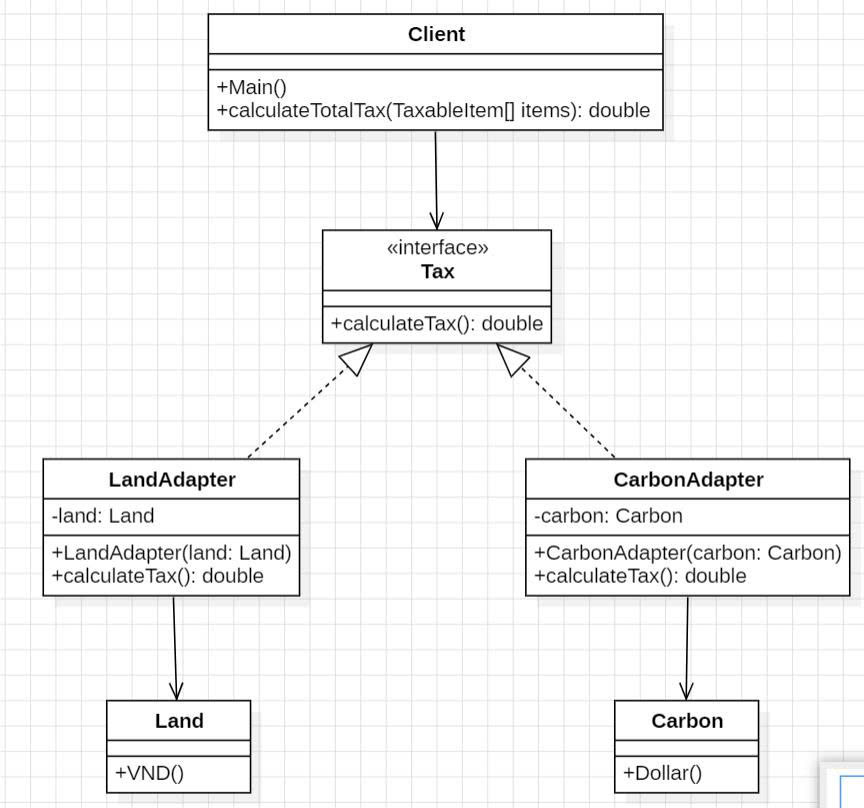 Client
+Main()
+calculateTotalTax(TaxableItem[] items): double
«interface»
Tax
+calculateTax(): double
LandAdapter
-land: Land
+LandAdapter(land: Land)
+calculateTax(): double
CarbonAdapter
-carbon: Carbon
+CarbonAdapter(carbon: Carbon)
+calculateTax(): double
Land
+VND()
Carbon
+Dollar()